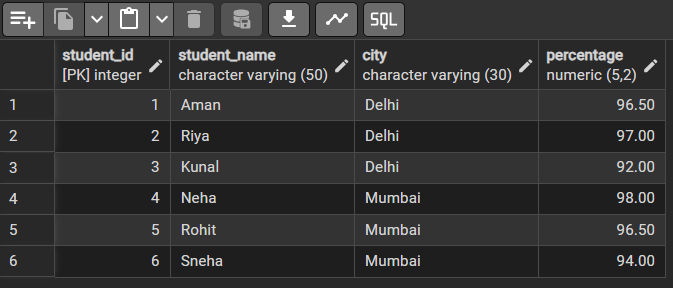 SQL
student_id student_name city percentage
[PK] integer character varying (50) character varying (30) numeric (5,2)
1 1 Aman Delhi 96.50
2 2 Riya Delhi 97.00
3 3 Kunal Delhi 92.00
4 4 Neha Mumbai 98.00
5 5 Rohit Mumbai 96.50
6 6 Sneha Mumbai 94.00